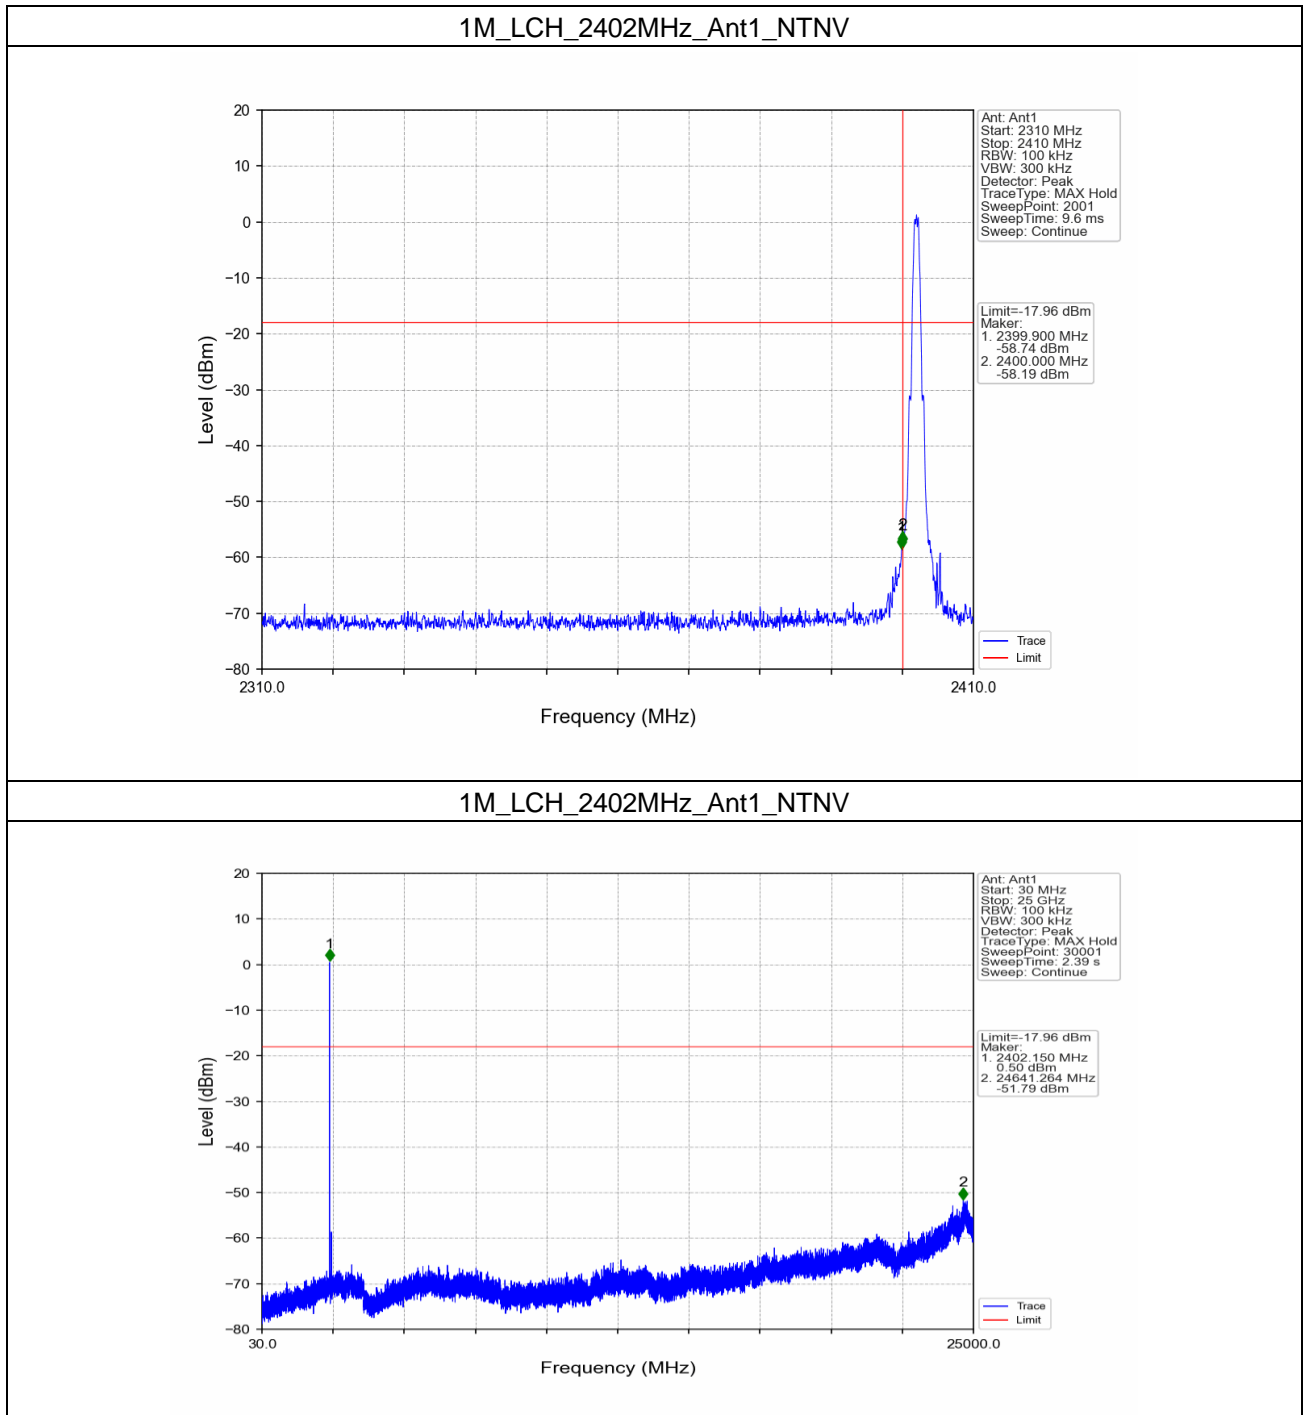 1M_LCH_2402MHz_Ant1_NTNV
20
10
0
−10
−20
−30
−40
−50
−60
−70
−80
Level (dBm)
2310.0
2410.0
Frequency (MHz)
2
Ant: Ant1
Start: 2310 MHz
Stop: 2410 MHz
RBW: 100 kHz
VBW: 300 kHz
Detector: Peak
TraceType: MAX Hold
SweepPoint: 2001
SweepTime: 9.6 ms
Sweep: Continue
Limit=-17.96 dBm
Maker:
1. 2399.900 MHz
-58.74 dBm
2. 2400.000 MHz
-58.19 dBm
Trace
Limit
1M_LCH_2402MHz_Ant1_NTNV
20
10
0
−10
−20
−30
−40
−50
−60
−70
−80
Level (dBm)
30.0
25000.0
Frequency (MHz)
1
2
Ant: Ant1
Start: 30 MHz
Stop: 25 GHz
RBW: 100 kHz
VBW: 300 kHz
Detector: Peak
TraceType: MAX Hold
SweepPoint: 30001
SweepTime: 2.39 s
Sweep: Continue
Limit=-17.96 dBm
Maker:
1. 2402.150 MHz
0.50 dBm
2. 24641.264 MHz
-51.79 dBm
Trace
Limit